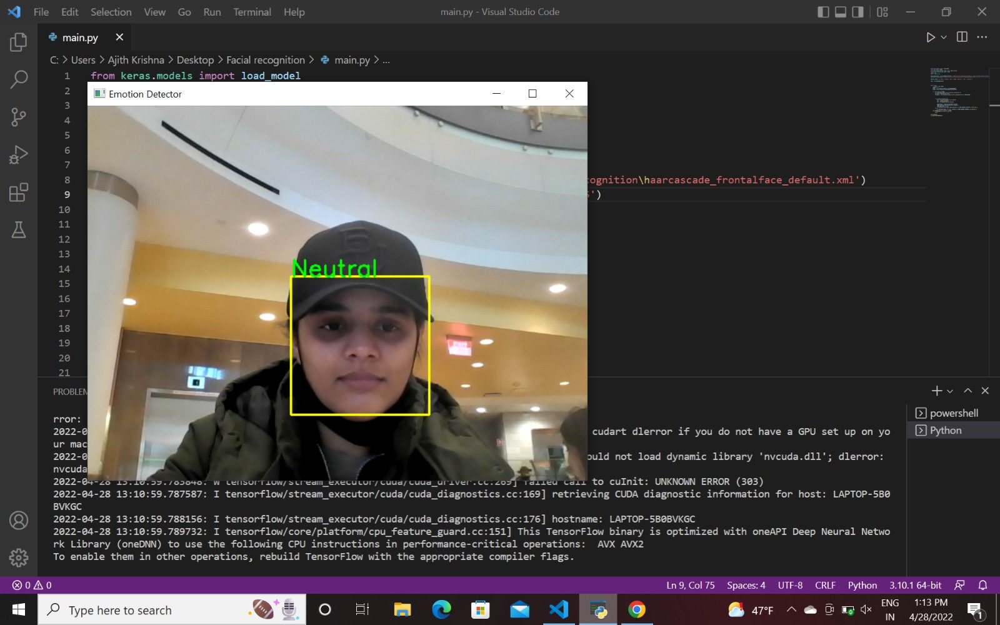 File Edit Selection View Go Run Terminal Help main.py - Visual Studio Code
main.py
C: > Users > Ajith Krishna > Desktop > Facial recognition > main.py > ...
1 from keras.models import load_model
Emotion Detector
2
3
4
5
6
7
8 cognition\haarcascade_frontalface_default.xml')
9 ')
10
11
12
13
14
Neutral
15
16
17
18
19
EXIT
20
21
PROBLEM
powershell
Python
rror:
2022-0 cudart dlerror if you do not have a GPU set up on yo
ur mac
2022-0 ould not load dynamic library 'nvcuda.dll'; dlerror:
nvcuda
2022-04-28 13:10:59.783848: W tensorflow/stream_executor/cuda/cuda_driver.cc:269] failed call to cuInit: UNKNOWN ERROR (303)
2022-04-28 13:10:59.787587: I tensorflow/stream_executor/cuda/cuda_diagnostics.cc:169] retrieving CUDA diagnostic information for host: LAPTOP-5B0
BVKGC
2022-04-28 13:10:59.788156: I tensorflow/stream_executor/cuda/cuda_diagnostics.cc:176] hostname: LAPTOP-5B0BVKGC
2022-04-28 13:10:59.789732: I tensorflow/core/platform/cpu_feature_guard.cc:151] This TensorFlow binary is optimized with oneAPI Deep Neural Netwo
rk Library (oneDNN) to use the following CPU instructions in performance-critical operations:  AVX AVX2
To enable them in other operations, rebuild TensorFlow with the appropriate compiler flags.
0 0 Ln 9, Col 75 Spaces: 4 UTF-8 CRLF Python 3.10.1 64-bit
Type here to search 47°F ENG IN 1:13 PM 4/28/2022 1